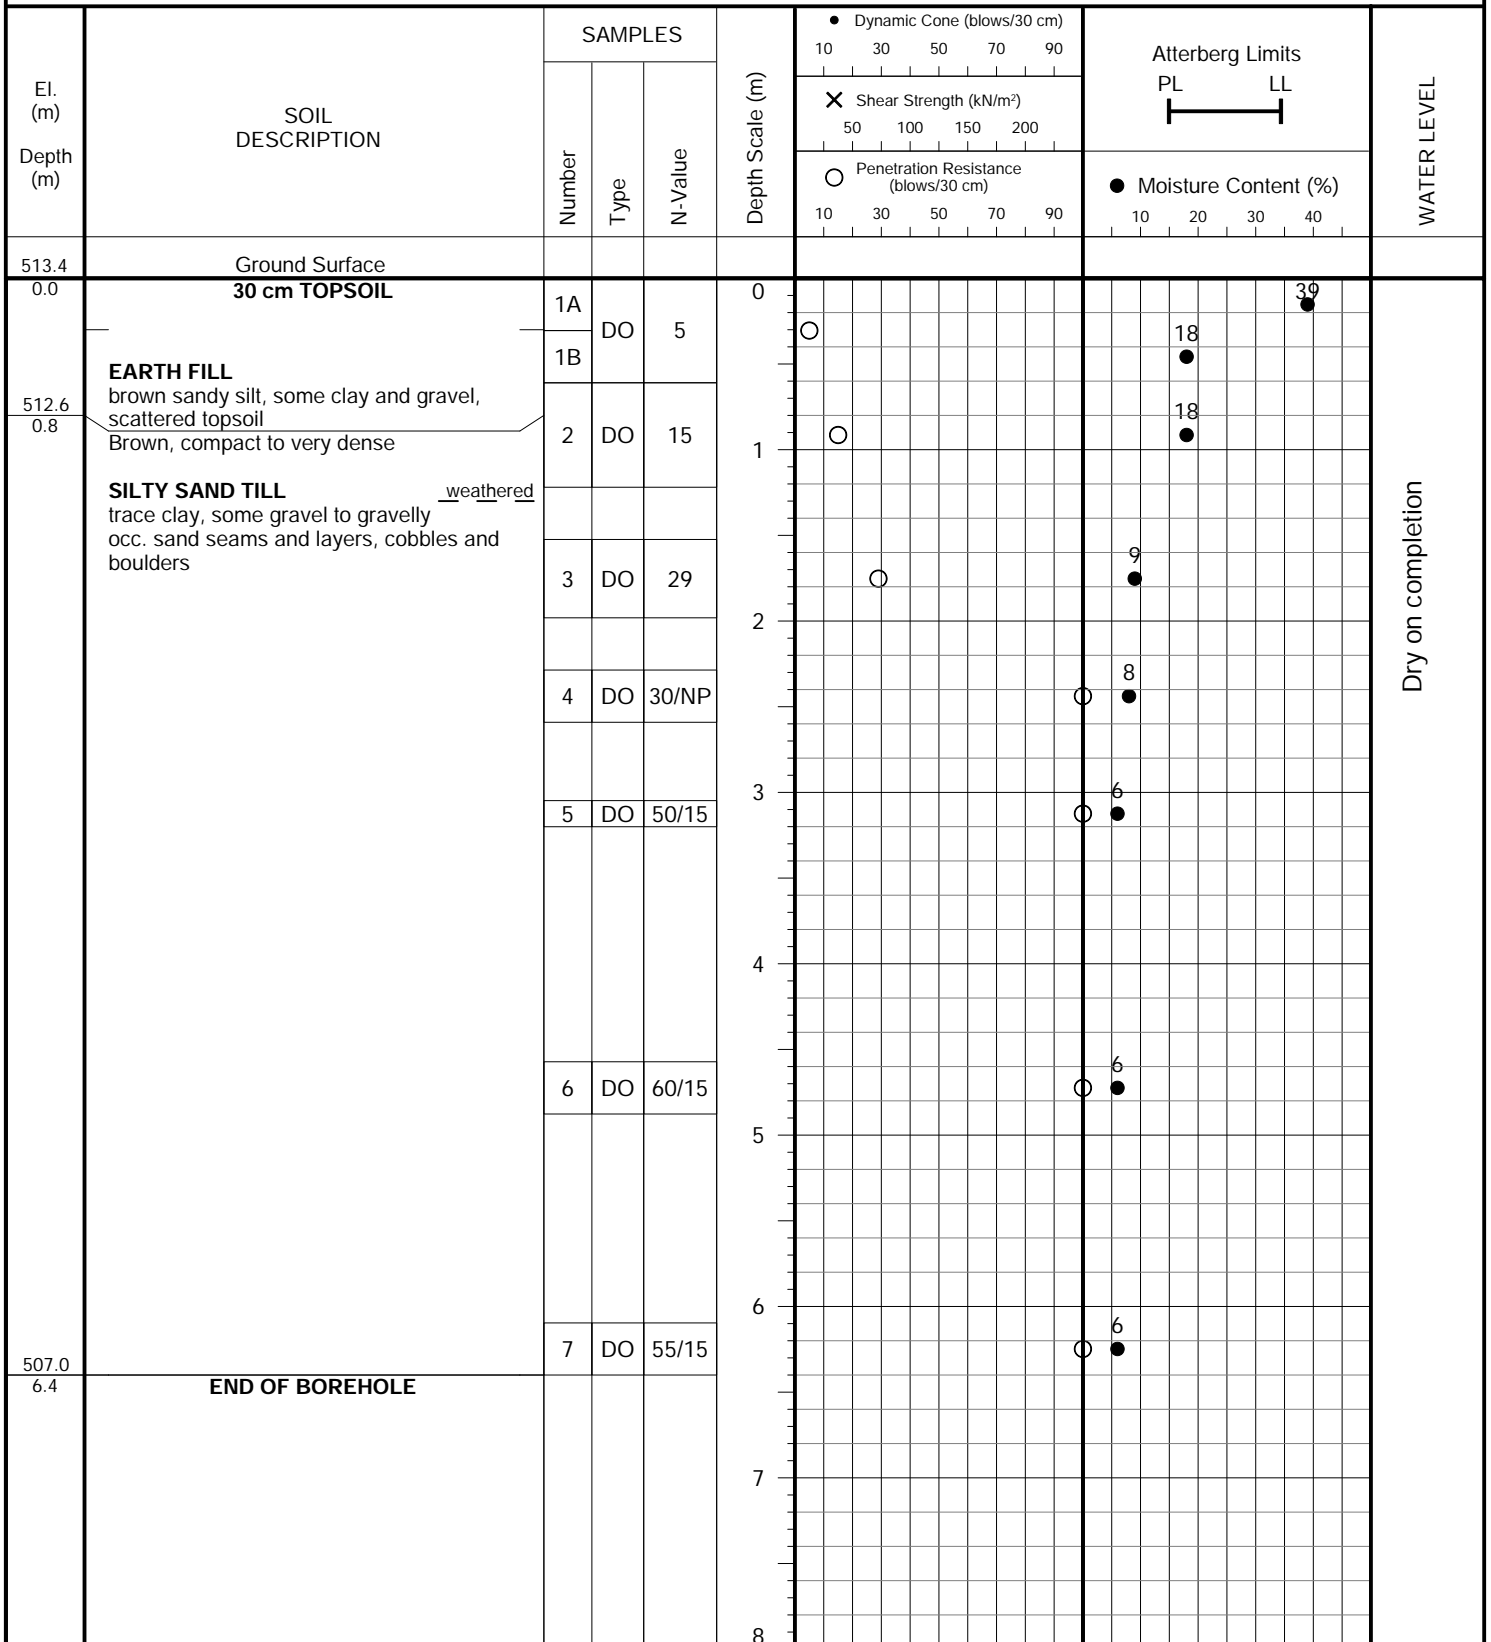 El.
(m)
Depth
(m)
SOIL
DESCRIPTION
SAMPLES
Number
Type
N-Value
Depth Scale (m)
Dynamic Cone (blows/30 cm)
10 30 50 70 90
Shear Strength (kN/m²)
50 100 150 200
Penetration Resistance
(blows/30 cm)
10 30 50 70 90
Atterberg Limits
PL LL
Moisture Content (%)
10 20 30 40
WATER LEVEL
513.4 Ground Surface
0.0 30 cm TOPSOIL 0
1A 39
DO 5
18
1B
EARTH FILL
brown sandy silt, some clay and gravel,
512.6 scattered topsoil 18
0.8 Brown, compact to very dense 2 DO 15
1
SILTY SAND TILL weathered
trace clay, some gravel to gravelly
occ. sand seams and layers, cobbles and
boulders
9
3 DO 29
2
8
4 DO 30/NP
3 6
5 DO 50/15
4
6
6 DO 60/15
5
6
6
7 DO 55/15
507.0
6.4 END OF BOREHOLE
7
8
Dry on completion